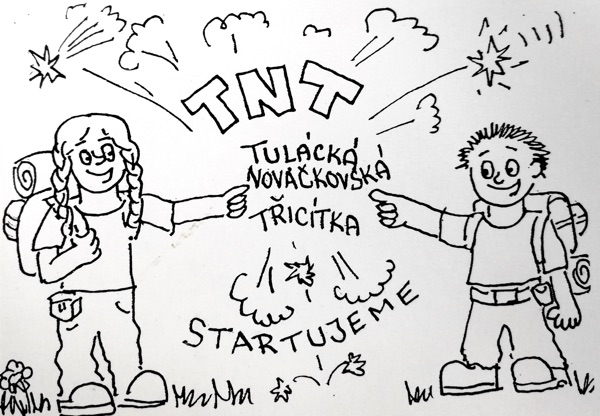 TNT
TULÁCKÁ
NOVÁČKOVSKÁ
TŘICÍTKA
STARTUJEME